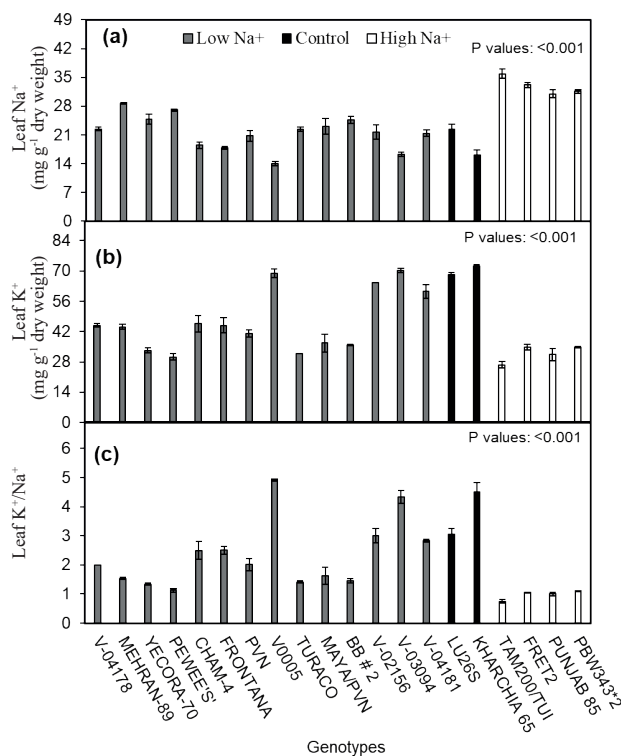 (a)
Low Na+ Control High Na+
P values: <0.001
Leaf Na⁺
(mg g⁻¹ dry weight)
49
42
35
28
21
14
7
0
(b)
P values: <0.001
Leaf K⁺
(mg g⁻¹ dry weight)
84
70
56
42
28
14
0
(c)
P values: <0.001
Leaf K⁺/Na⁺
6
5
4
3
2
1
0
V-04178
MEHRAN-89
YECORA-70
PEWEE'S'
CHAM-4
FRONTANA
PVN
V0005
TURACO
MAYA/PVN
BB # 2
V-02156
V-03094
V-04181
LU26S
KHARCHIA 65
TAM200/TUI
FRET2
PUNJAB 85
PBW343*2
Genotypes